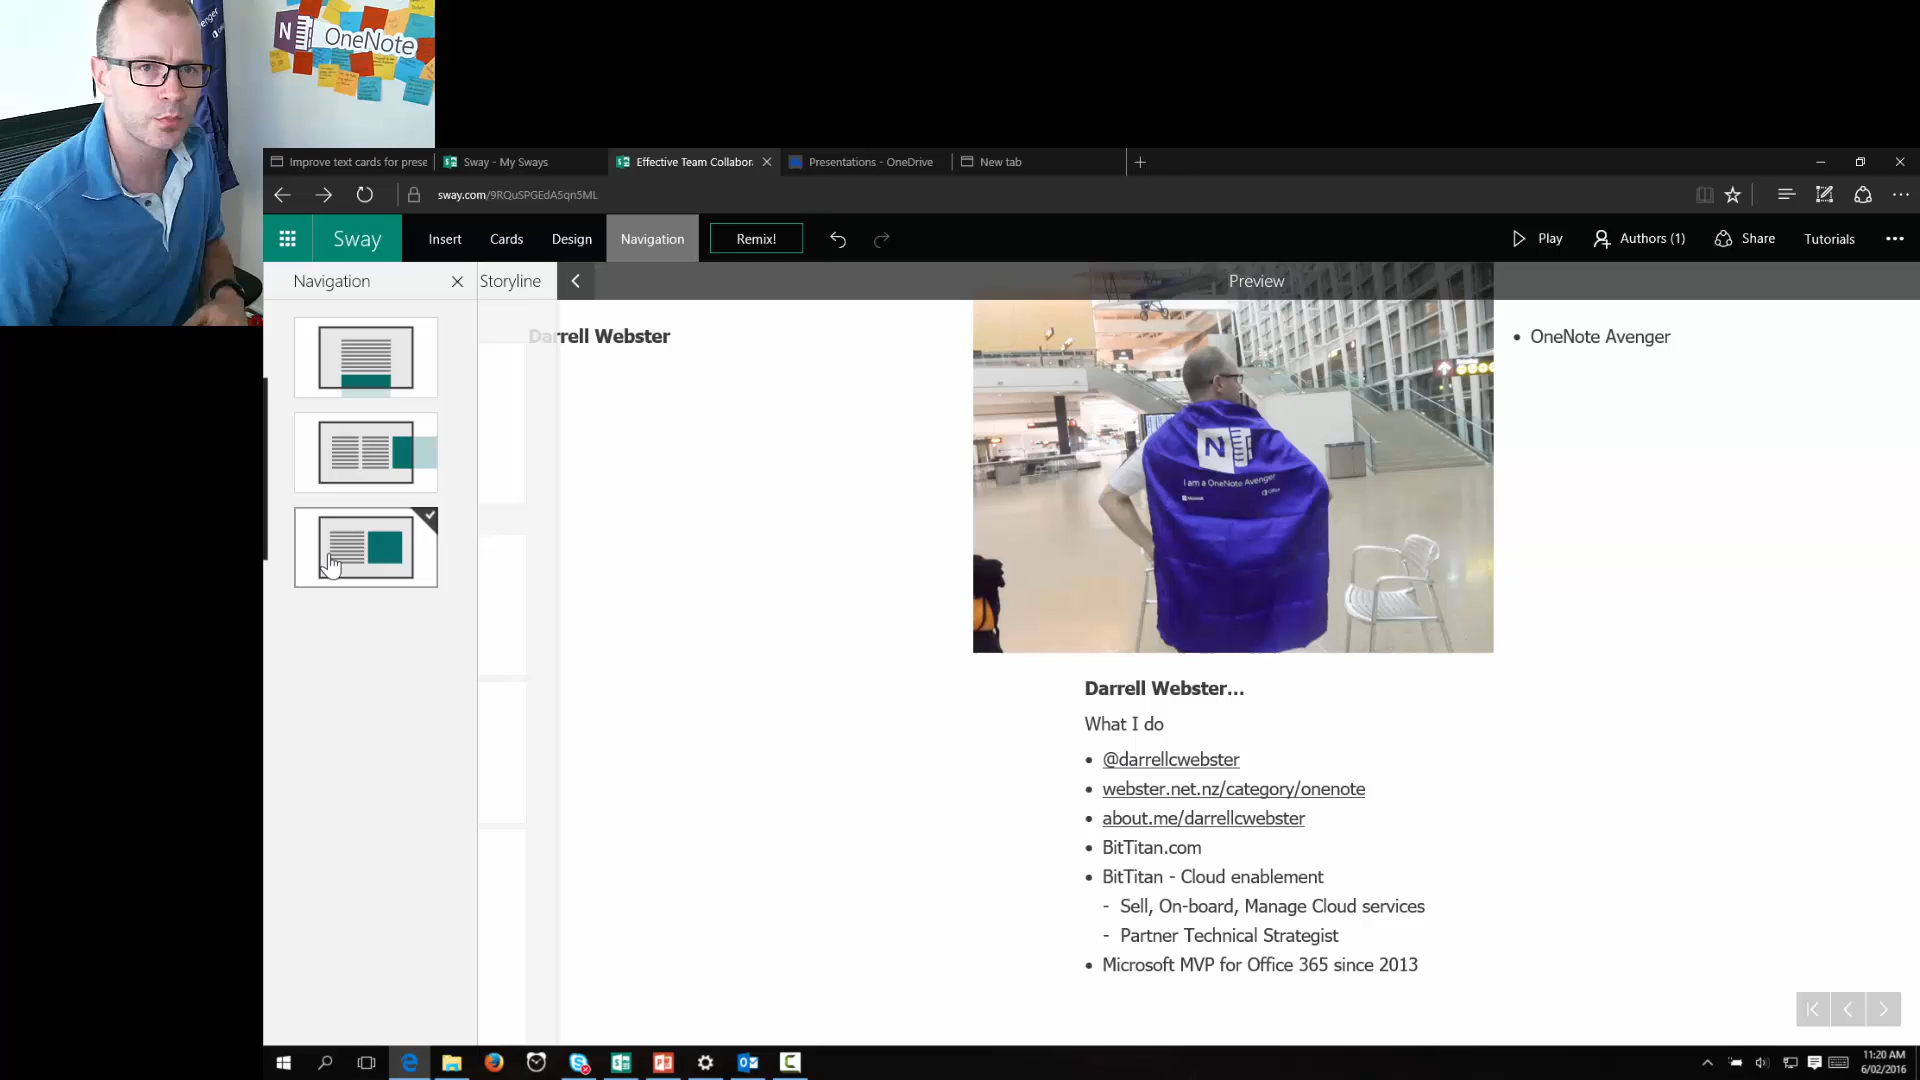 N OneNote
Improve text cards for prese
Sway - My Sways
Effective Team Collabor
Presentations - OneDrive
New tab
sway.com/9RQuSPGEdA5qn5ML
Sway
Insert
Cards
Design
Navigation
Remix!
Play
Authors (1)
Share
Tutorials
Navigation
Storyline
Preview
Darrell Webster
N
I am a OneNote Avenger
Microsoft
Office
OneNote Avenger
Darrell Webster...
What I do
• @darrellcwebster
• webster.net.nz/category/onenote
• about.me/darrellcwebster
• BitTitan.com
• BitTitan - Cloud enablement
- Sell, On-board, Manage Cloud services
- Partner Technical Strategist
• Microsoft MVP for Office 365 since 2013
11:20 AM
6/02/2016